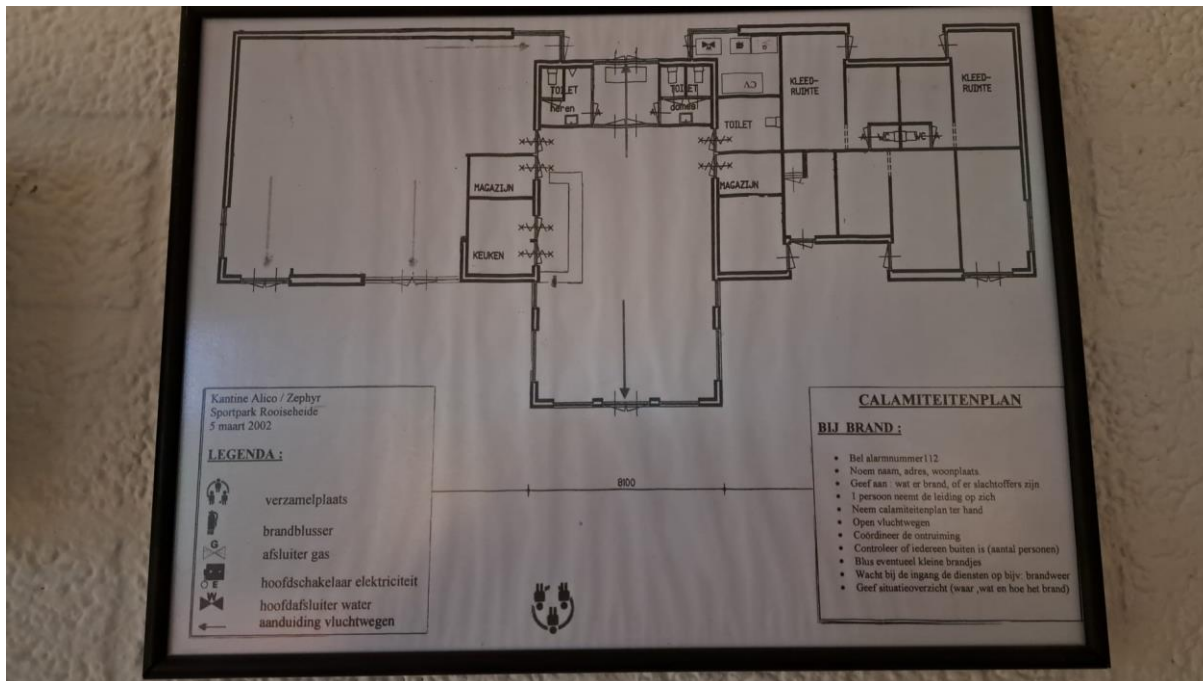 TOILET
heren
TOILET
dames
CV
TOILET
KLEED-
RUIMTE
KLEED-
RUIMTE
WC
WC
MAGAZIJN
MAGAZIJN
KEUKEN
Kantine Alico / Zephyr
Sportpark Rooiseheide
5 maart 2002
LEGENDA :
verzamelplaats
brandblusser
G
afsluiter gas
E
hoofdschakelaar elektriciteit
W
hoofdafsluiter water
aanduiding vluchtwegen
8100
CALAMITEITENPLAN
BIJ BRAND :
• Bel alarmnummer112
• Noem naam, adres, woonplaats
• Geef aan : wat er brand, of er slachtoffers zijn
• 1 persoon neemt de leiding op zich
• Neem calamiteitenplan ter hand
• Open vluchtwegen
• Coördineer de ontruiming
• Controleer of iedereen buiten is (aantal personen)
• Blus eventueel kleine brandjes
• Wacht bij de ingang de diensten op bijv. brandweer
• Geef situatieoverzicht (waar ,wat en hoe het brand)